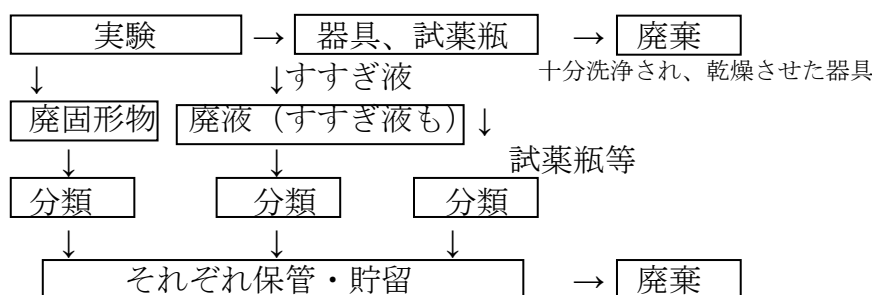 実験 → 器具、試薬瓶 → 廃棄
↓ ↓すすぎ液 十分洗浄され、乾燥させた器具
廃固形物 廃液（すすぎ液も） ↓
↓ ↓ 試薬瓶等
分類 分類 分類
↓ ↓ ↓
それぞれ保管・貯留 → 廃棄